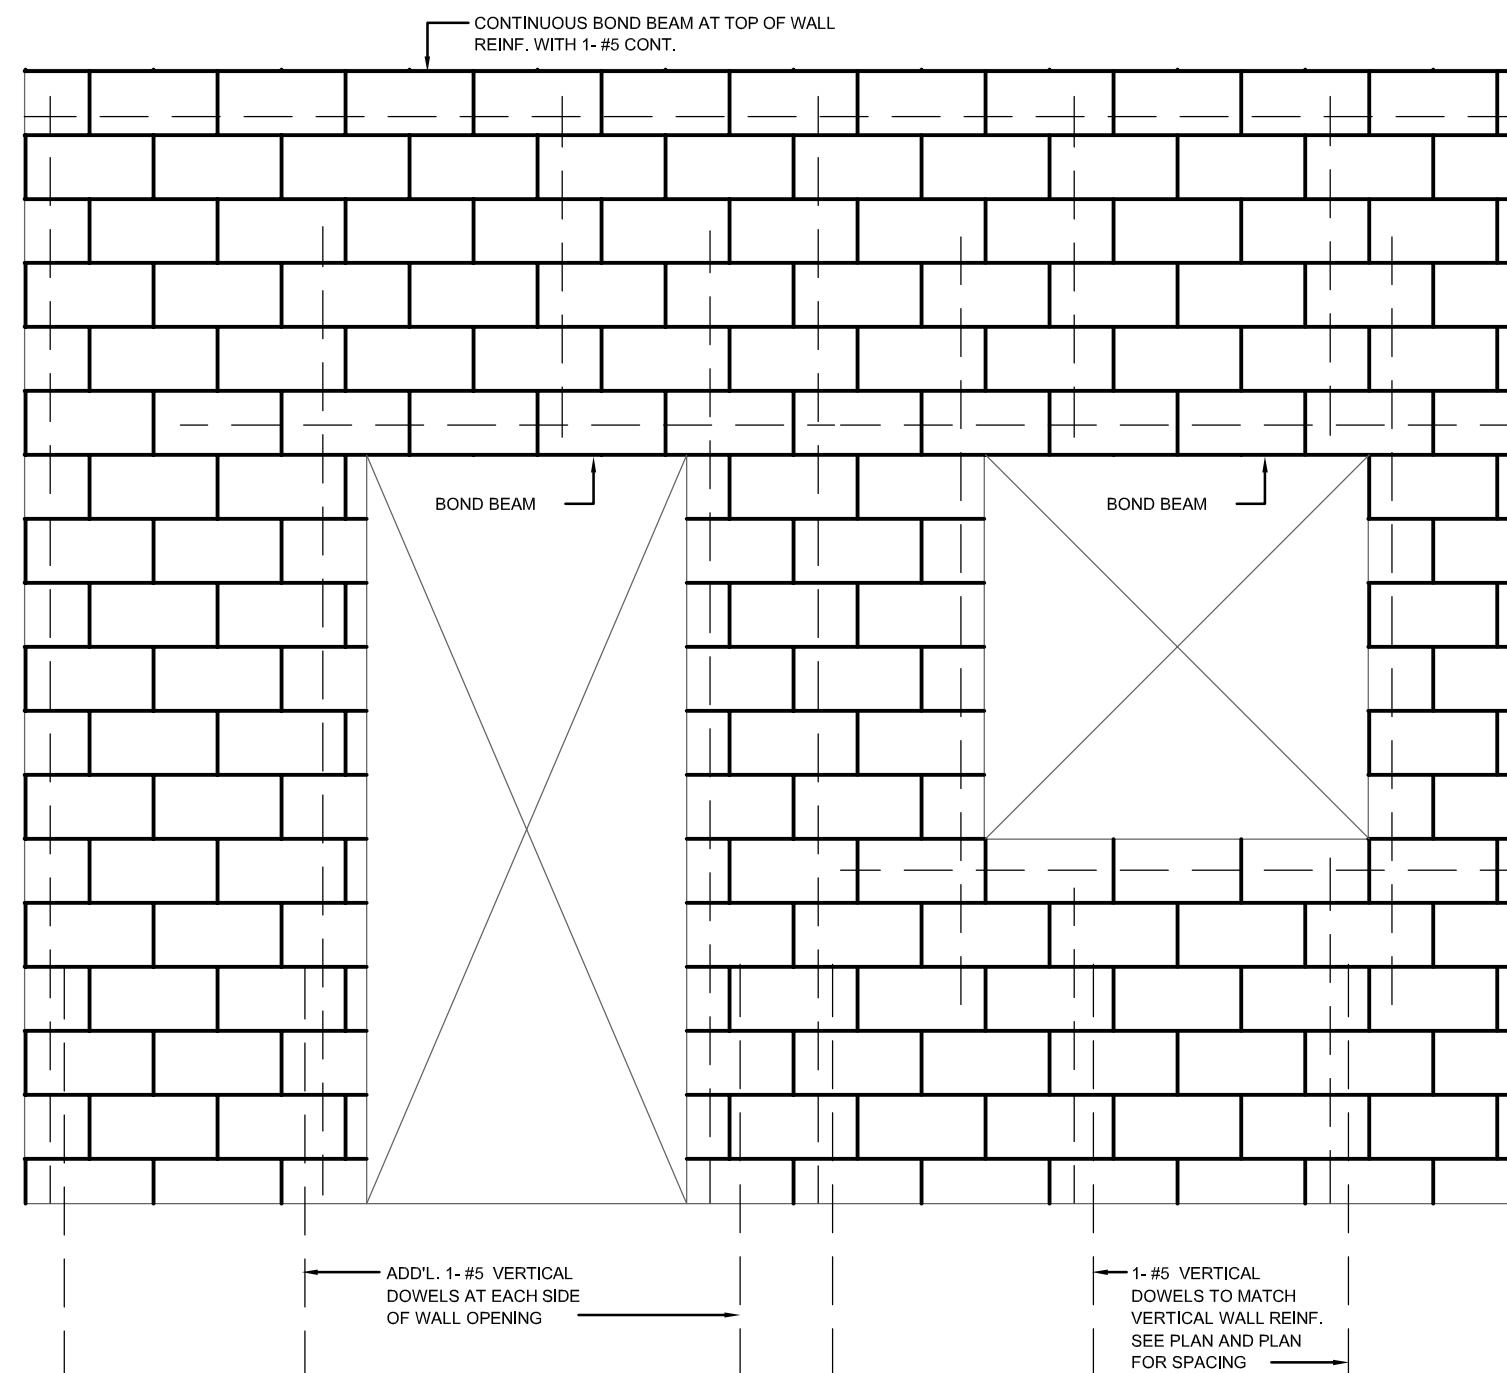 CONTINUOUS BOND BEAM AT TOP OF WALL
REINF. WITH 1- #5 CONT.
BOND BEAM
BOND BEAM
ADD'L. 1- #5 VERTICAL
DOWELS AT EACH SIDE
OF WALL OPENING
1- #5 VERTICAL
DOWELS TO MATCH
VERTICAL WALL REINF.
SEE PLAN AND PLAN
FOR SPACING